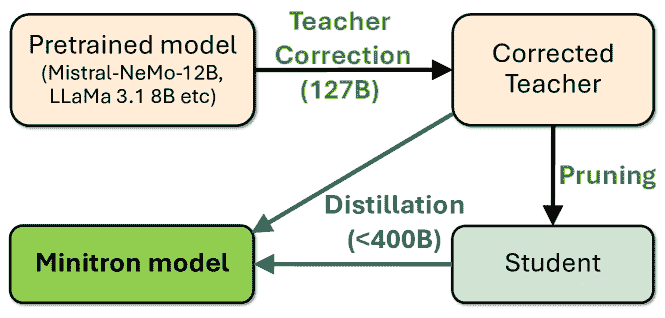 Pretrained model
(Mistral-NeMo-12B,
LLaMa 3.1 8B etc)
Teacher
Correction
(127B)
Corrected
Teacher
Pruning
Distillation
(<400B)
Minitron model
Student